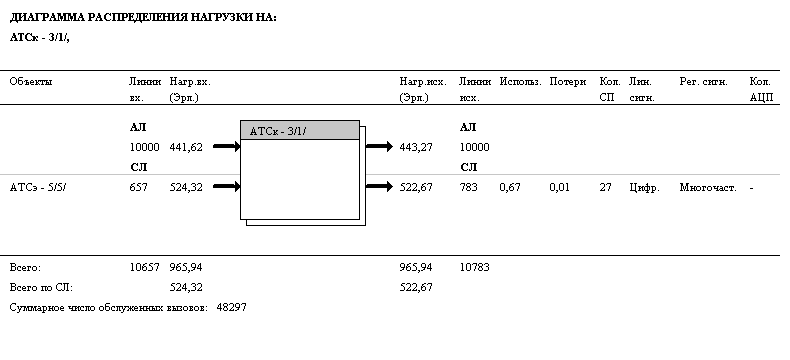 ДИАГРАММА РАСПРЕДЕЛЕНИЯ НАГРУЗКИ НА:
АТСк - 3/1/,
Объекты Линии Нагр.вх. Нагр.исх. Линии Использ. Потери Кол. Лин. Рег. сигн. Кол.
вх. (Эрл.) (Эрл.) исх. СП сигн. АЦП
АЛ АТСк - 3/1/ АЛ
10000 441,62 443,27 10000
СЛ СЛ
АТСэ - 5/5/ 657 524,32 522,67 783 0,67 0,01 27 Цифр. Многочаст. -
Всего: 10657 965,94 965,94 10783
Всего по СЛ: 524,32 522,67
Суммарное число обслуженных вызовов: 48297